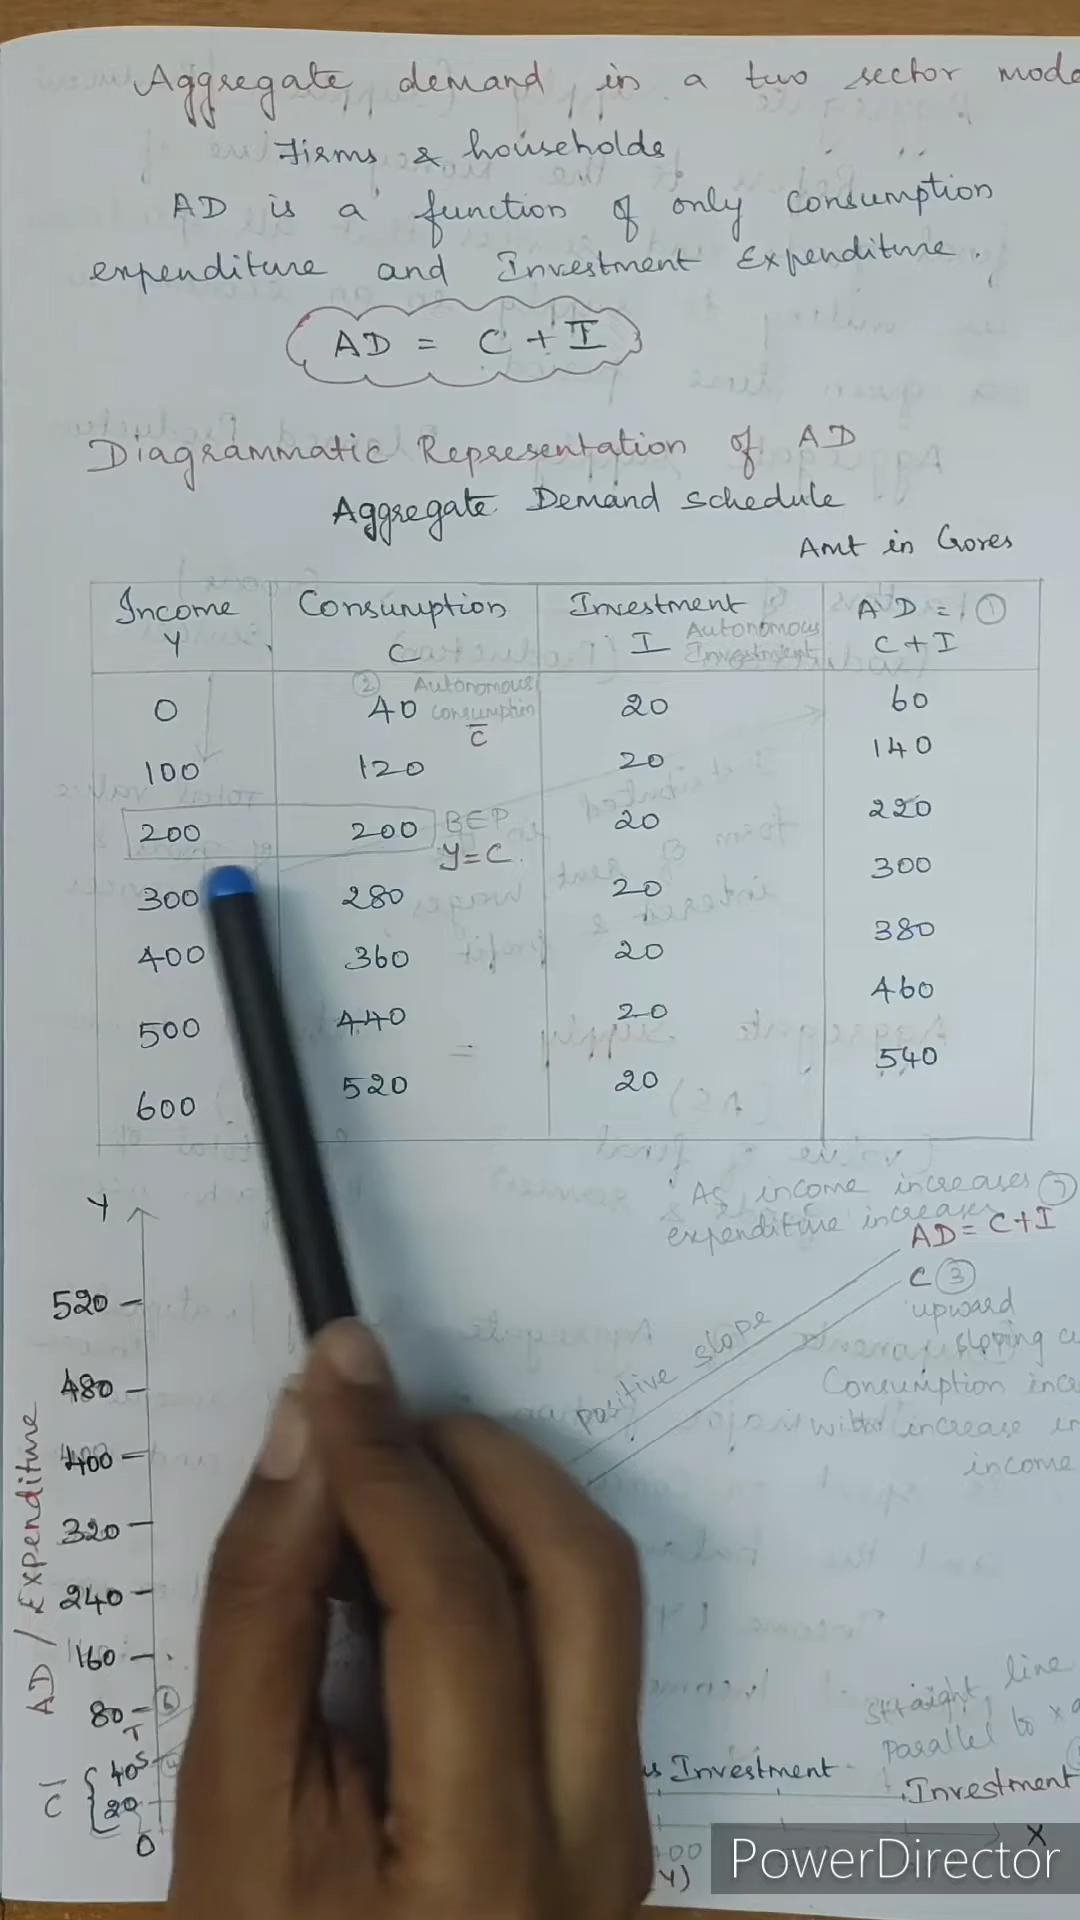 Aggregate demand in a two sector mode
Firms & households
AD is a function of only Consumption
expenditure and Investment Expenditure.
AD = C + I
Diagrammatic Representation of AD
Aggregate Demand Schedule
Amt in Crores
Income Y Consumption C Investment I Autonomous Investment AD = C + I ①
0 40 20 60
② Autonomous consumption C̅
100 120 20 140
200 200 20 220
BEP Y=C
300 280 20 300
400 360 20 380
500 440 20 460
600 520 20 540
As income increases ⑦
expenditure increases
AD = C+I
C ③
upward
sloping
Consumption
with increase in
income
positive slope
Y
520
480
400
320
240
160
80 ⑥
T
40 S
20
C̅
0
AD / Expenditure
straight line
parallel to x
Investment
Investment
X
(Y)
PowerDirector